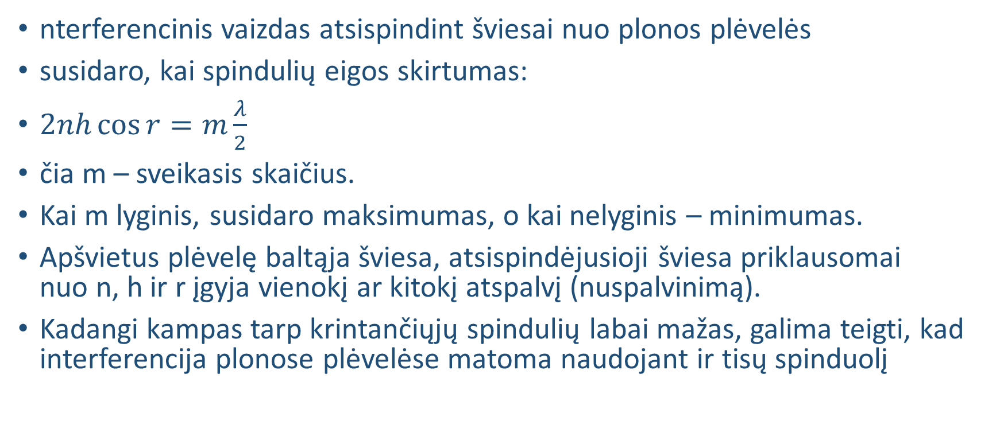 • nterferencinis vaizdas atsispindint šviesai nuo plonos plėvelės
• susidaro, kai spindulių eigos skirtumas:
• 2nh cos r = m λ/2
• čia m – sveikasis skaičius.
• Kai m lyginis, susidaro maksimumas, o kai nelyginis – minimumas.
• Apšvietus plėvelę baltąja šviesa, atsispindėjusioji šviesa priklausomai
nuo n, h ir r įgyja vienokį ar kitokį atspalvį (nuspalvinimą).
• Kadangi kampas tarp krintančiųjų spindulių labai mažas, galima teigti, kad
interferencija plonose plėvelėse matoma naudojant ir tisų spinduolį